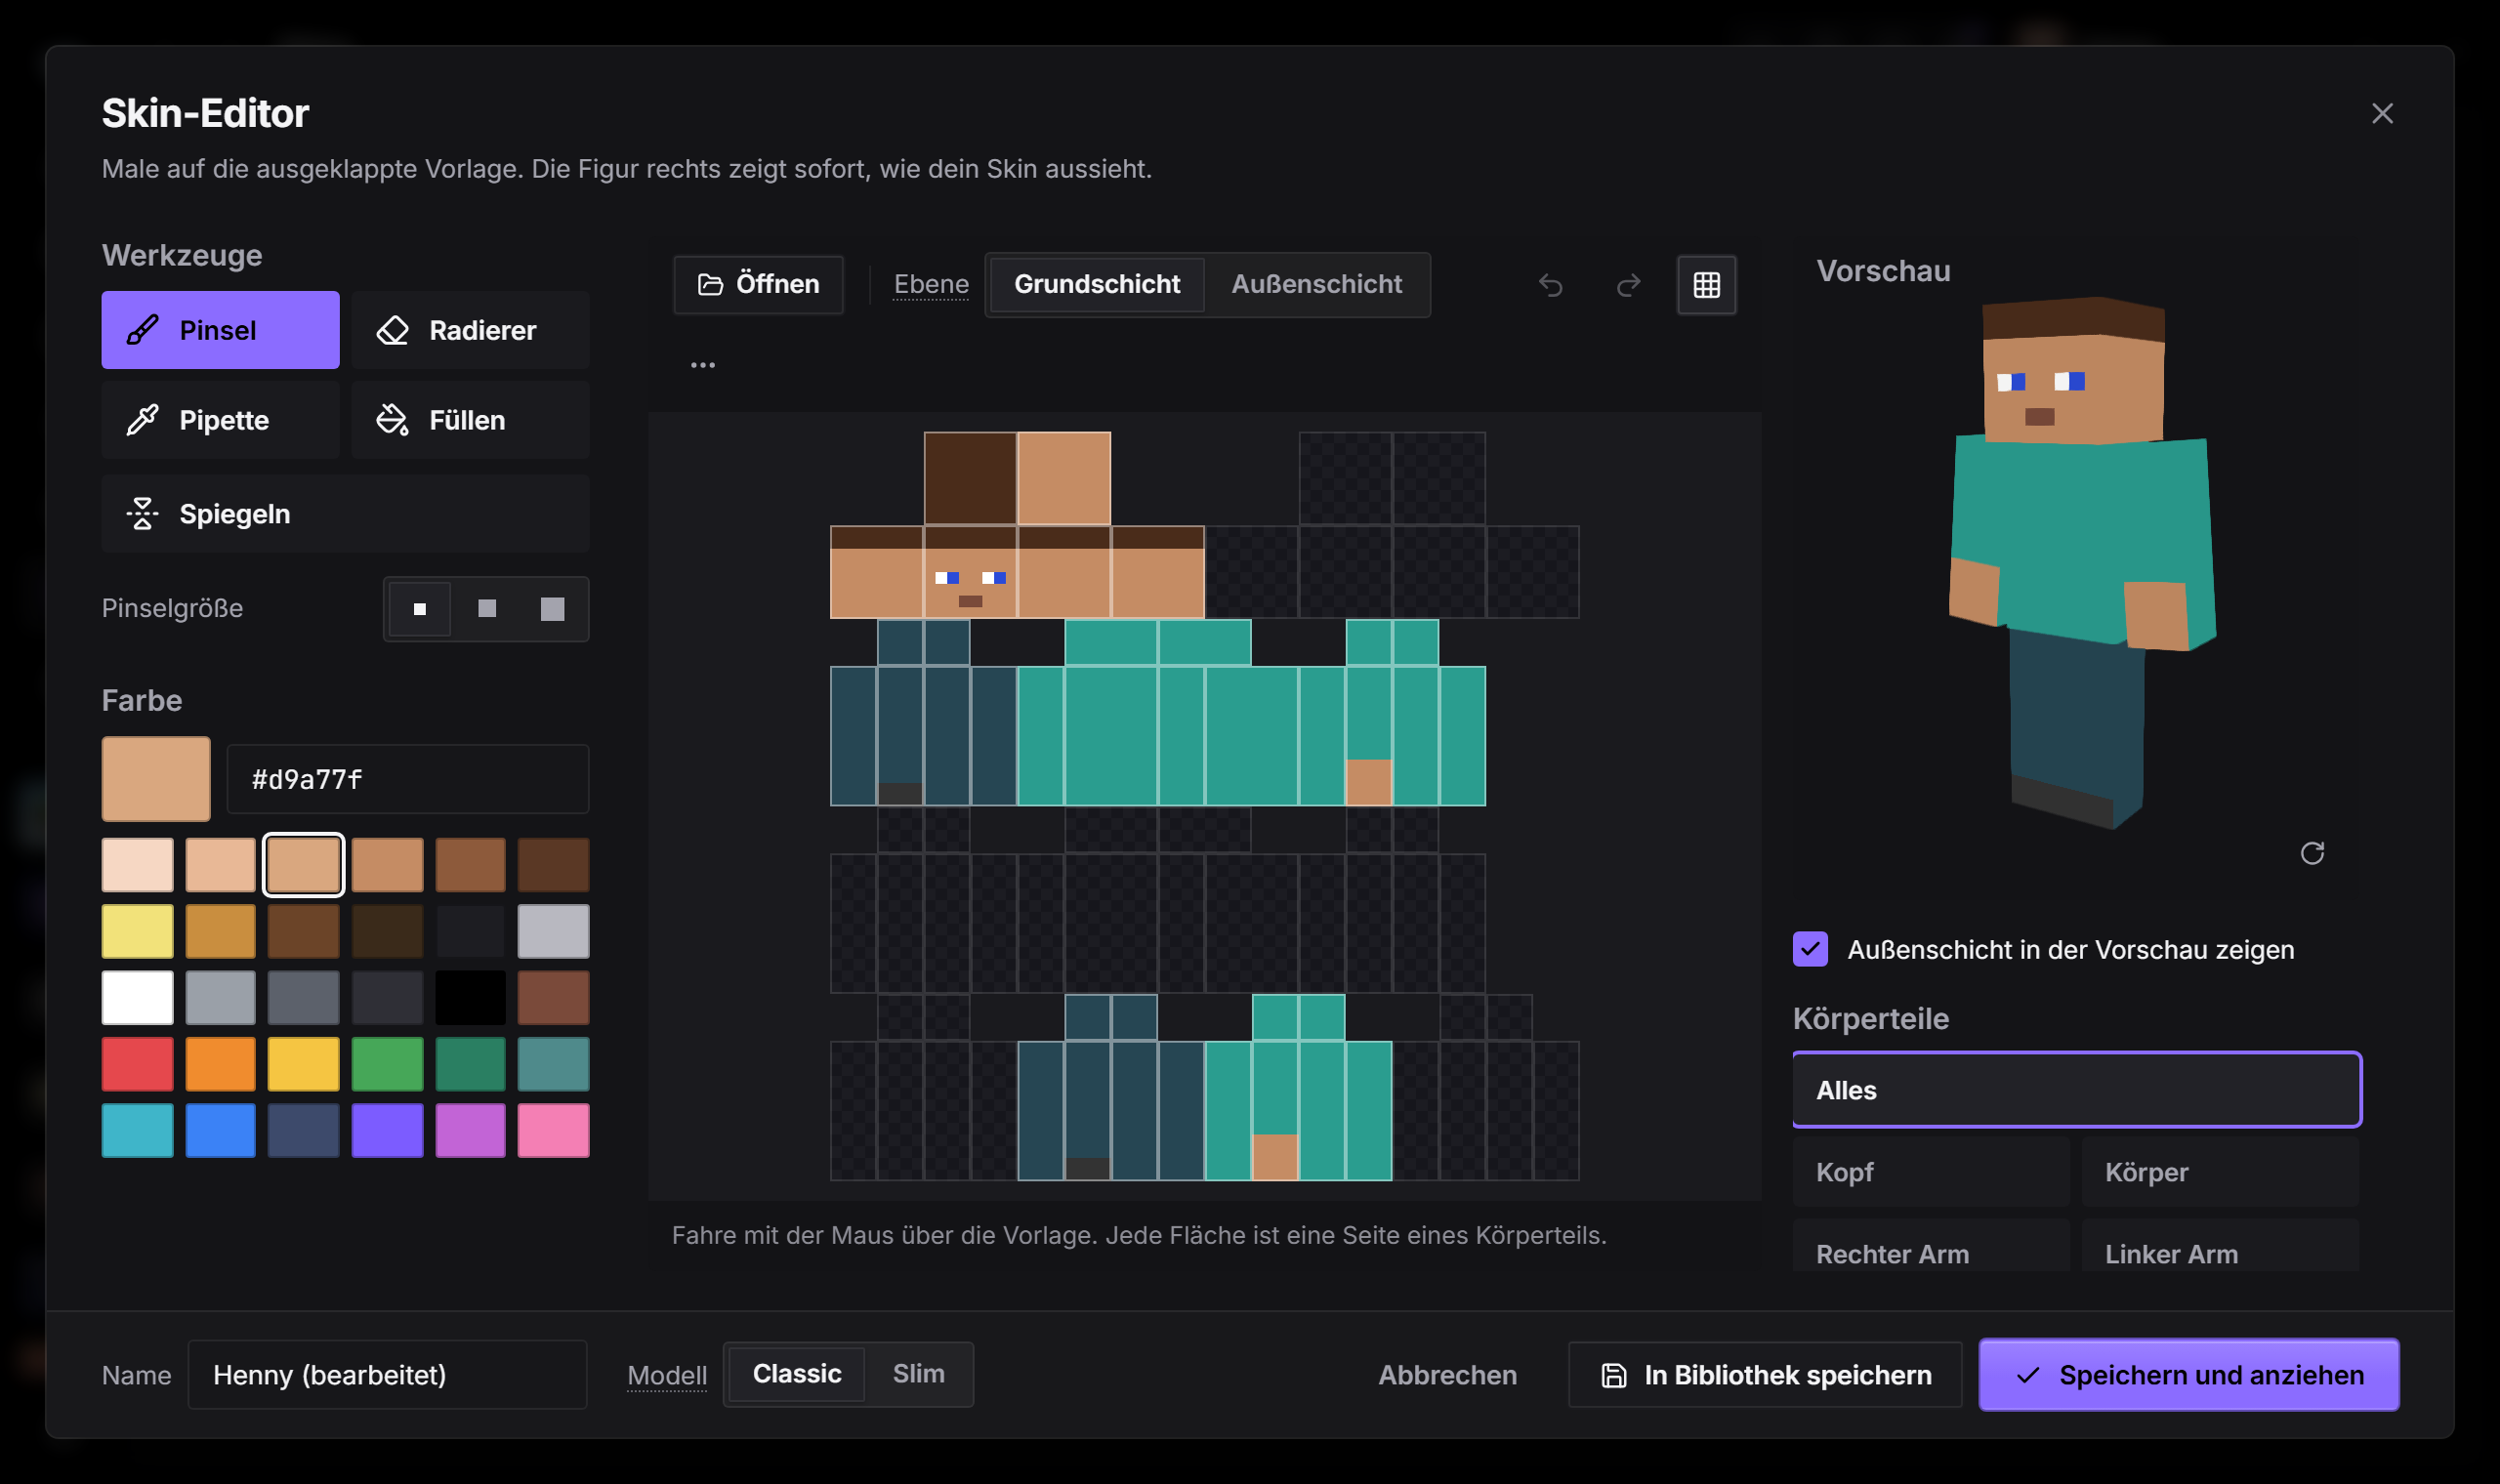 Skin-Editor
Male auf die ausgeklappte Vorlage. Die Figur rechts zeigt sofort, wie dein Skin aussieht.
Werkzeuge
Pinsel
Radierer
Pipette
Füllen
Spiegeln
Pinselgröße
Farbe
#d9a77f
Öffnen
Ebene
Grundschicht
Außenschicht
Fahre mit der Maus über die Vorlage. Jede Fläche ist eine Seite eines Körperteils.
Vorschau
Außenschicht in der Vorschau zeigen
Körperteile
Alles
Kopf
Körper
Rechter Arm
Linker Arm
Name
Henny (bearbeitet)
Modell
Classic
Slim
Abbrechen
In Bibliothek speichern
Speichern und anziehen